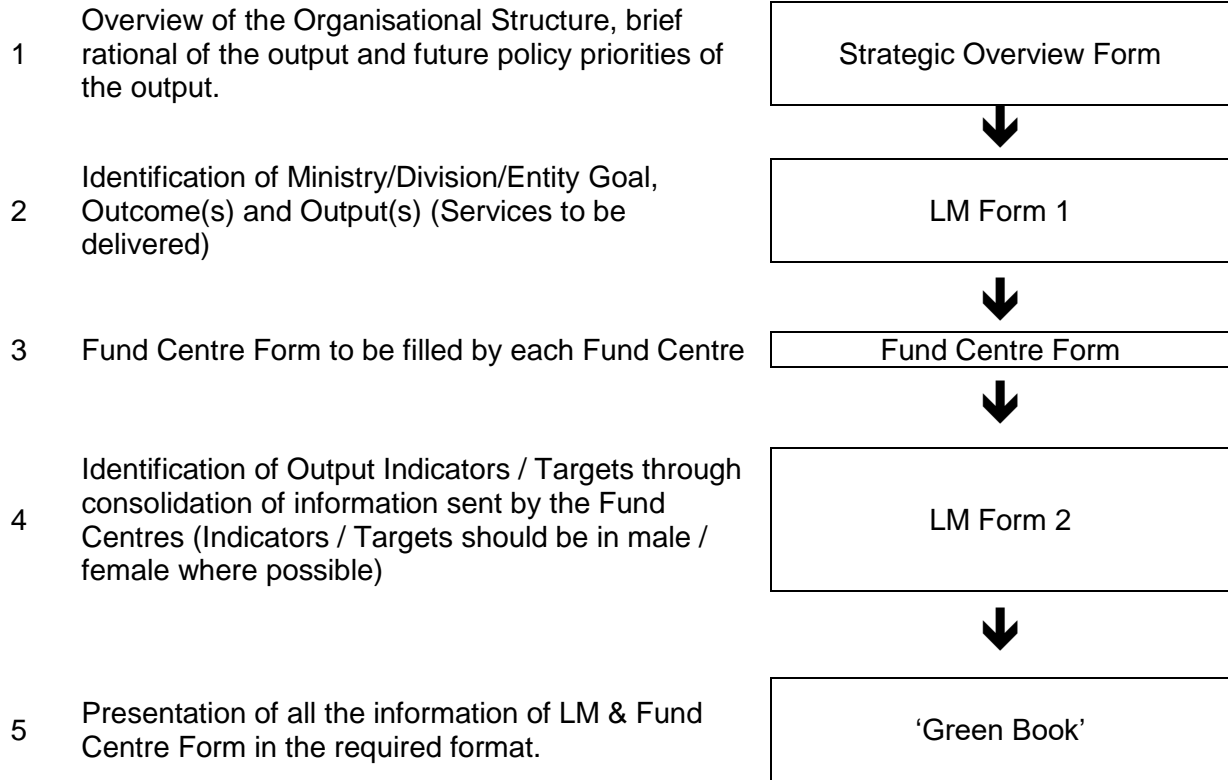 Overview of the Organisational Structure, brief
1 rational of the output and future policy priorities of
the output.
Strategic Overview Form
Identification of Ministry/Division/Entity Goal,
2 Outcome(s) and Output(s) (Services to be
delivered)
LM Form 1
3 Fund Centre Form to be filled by each Fund Centre
Fund Centre Form
Identification of Output Indicators / Targets through
consolidation of information sent by the Fund
4 Centres (Indicators / Targets should be in male /
female where possible)
LM Form 2
5 Presentation of all the information of LM & Fund
Centre Form in the required format.
‘Green Book’